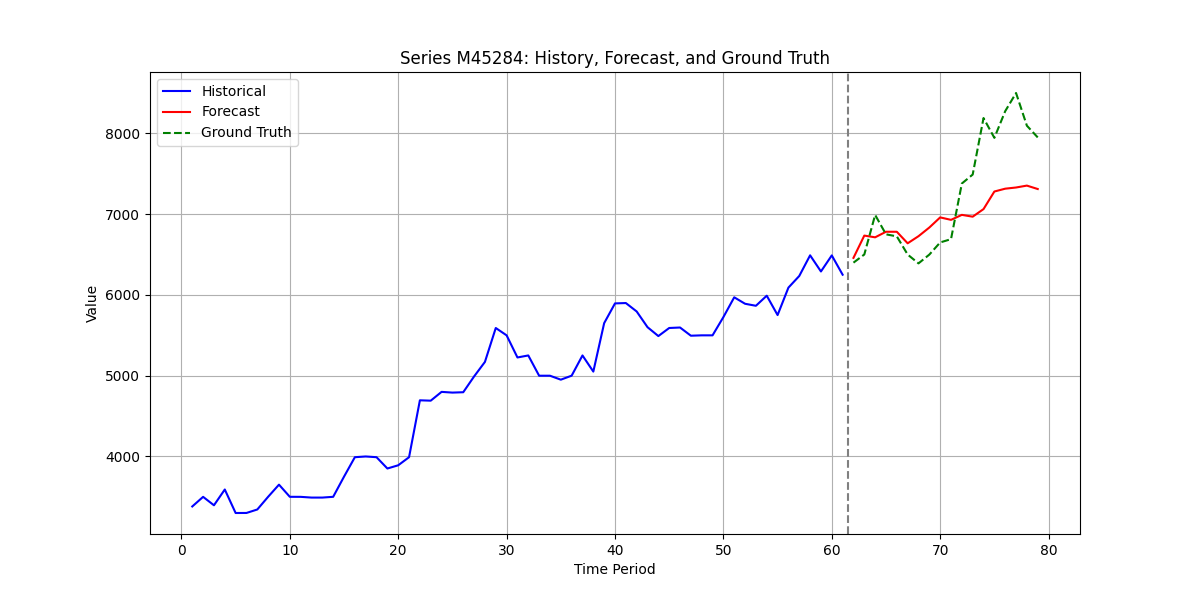 Series M45284: History, Forecast, and Ground Truth
Historical
Forecast
Ground Truth
Value
8000
7000
6000
5000
4000
0 10 20 30 40 50 60 70 80
Time Period